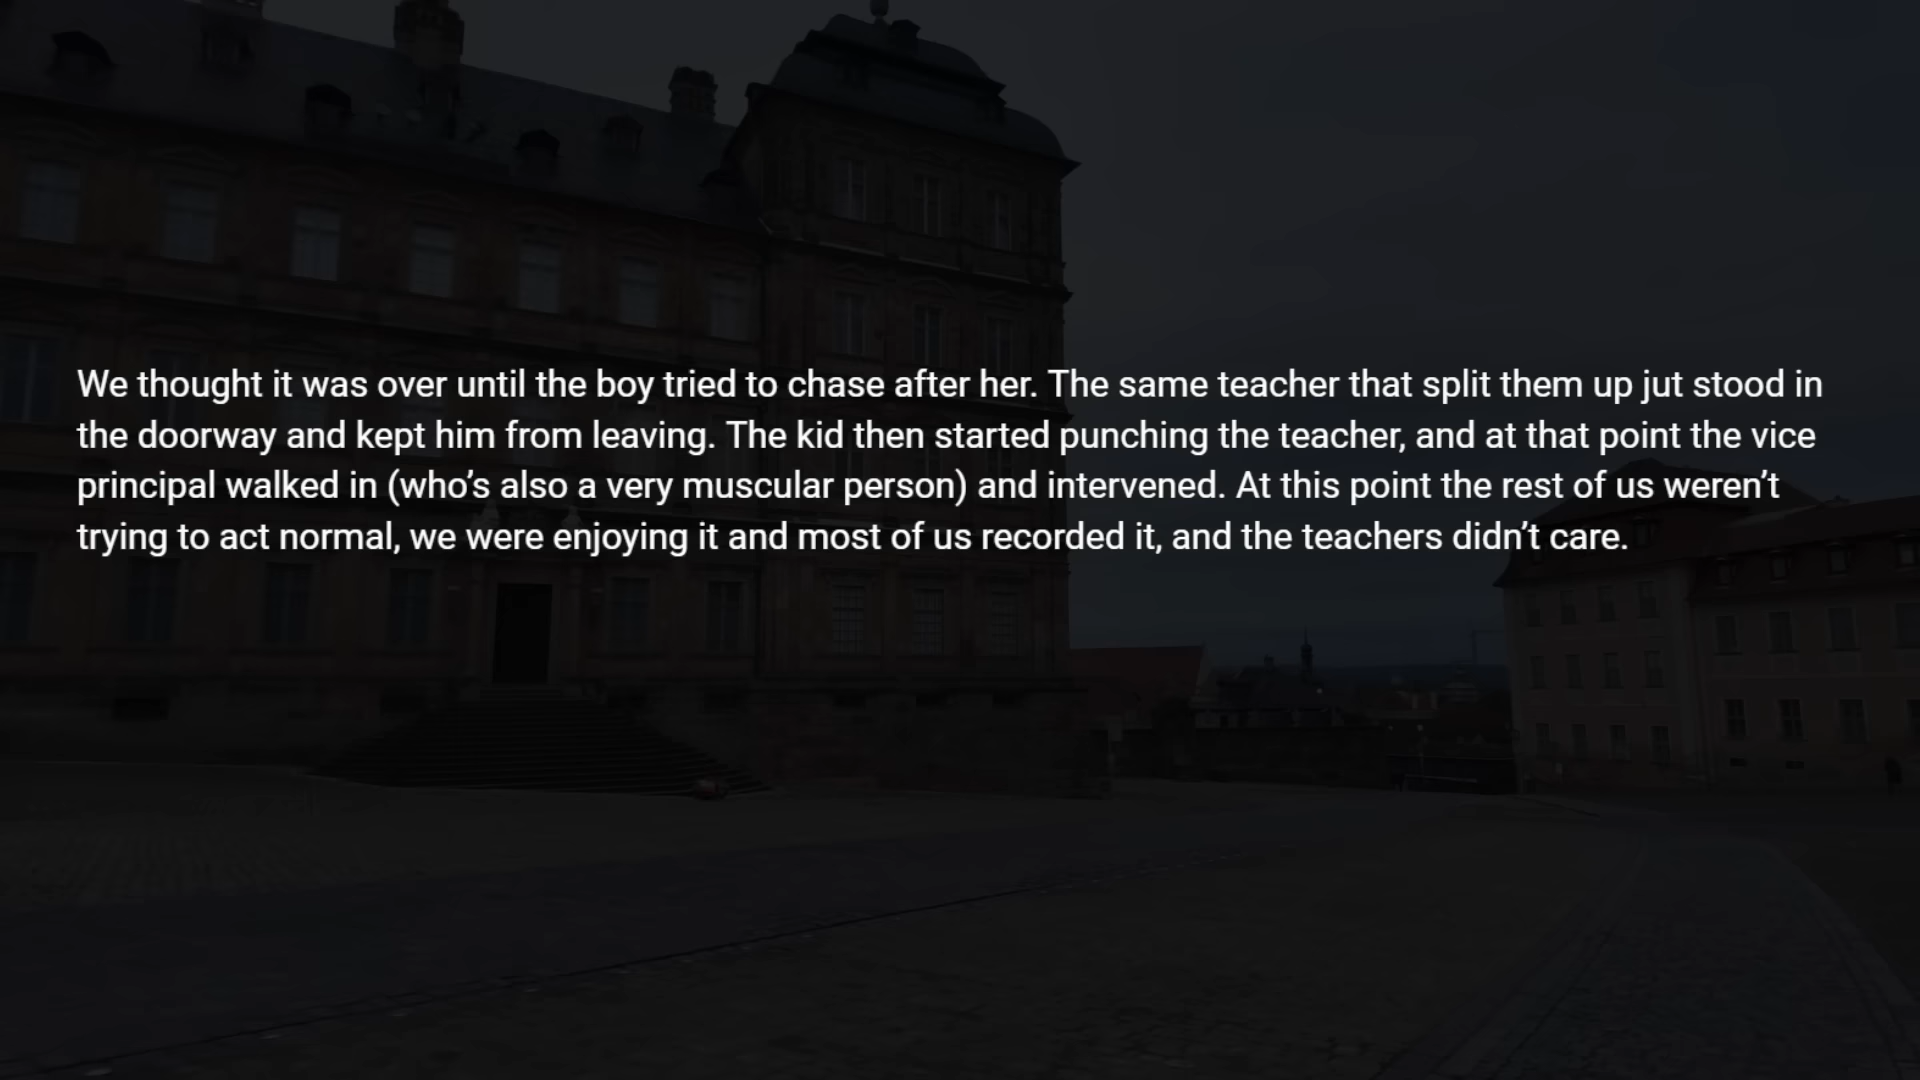 We thought it was over until the boy tried to chase after her. The same teacher that split them up jut stood in
the doorway and kept him from leaving. The kid then started punching the teacher, and at that point the vice
principal walked in (who’s also a very muscular person) and intervened. At this point the rest of us weren’t
trying to act normal, we were enjoying it and most of us recorded it, and the teachers didn’t care.